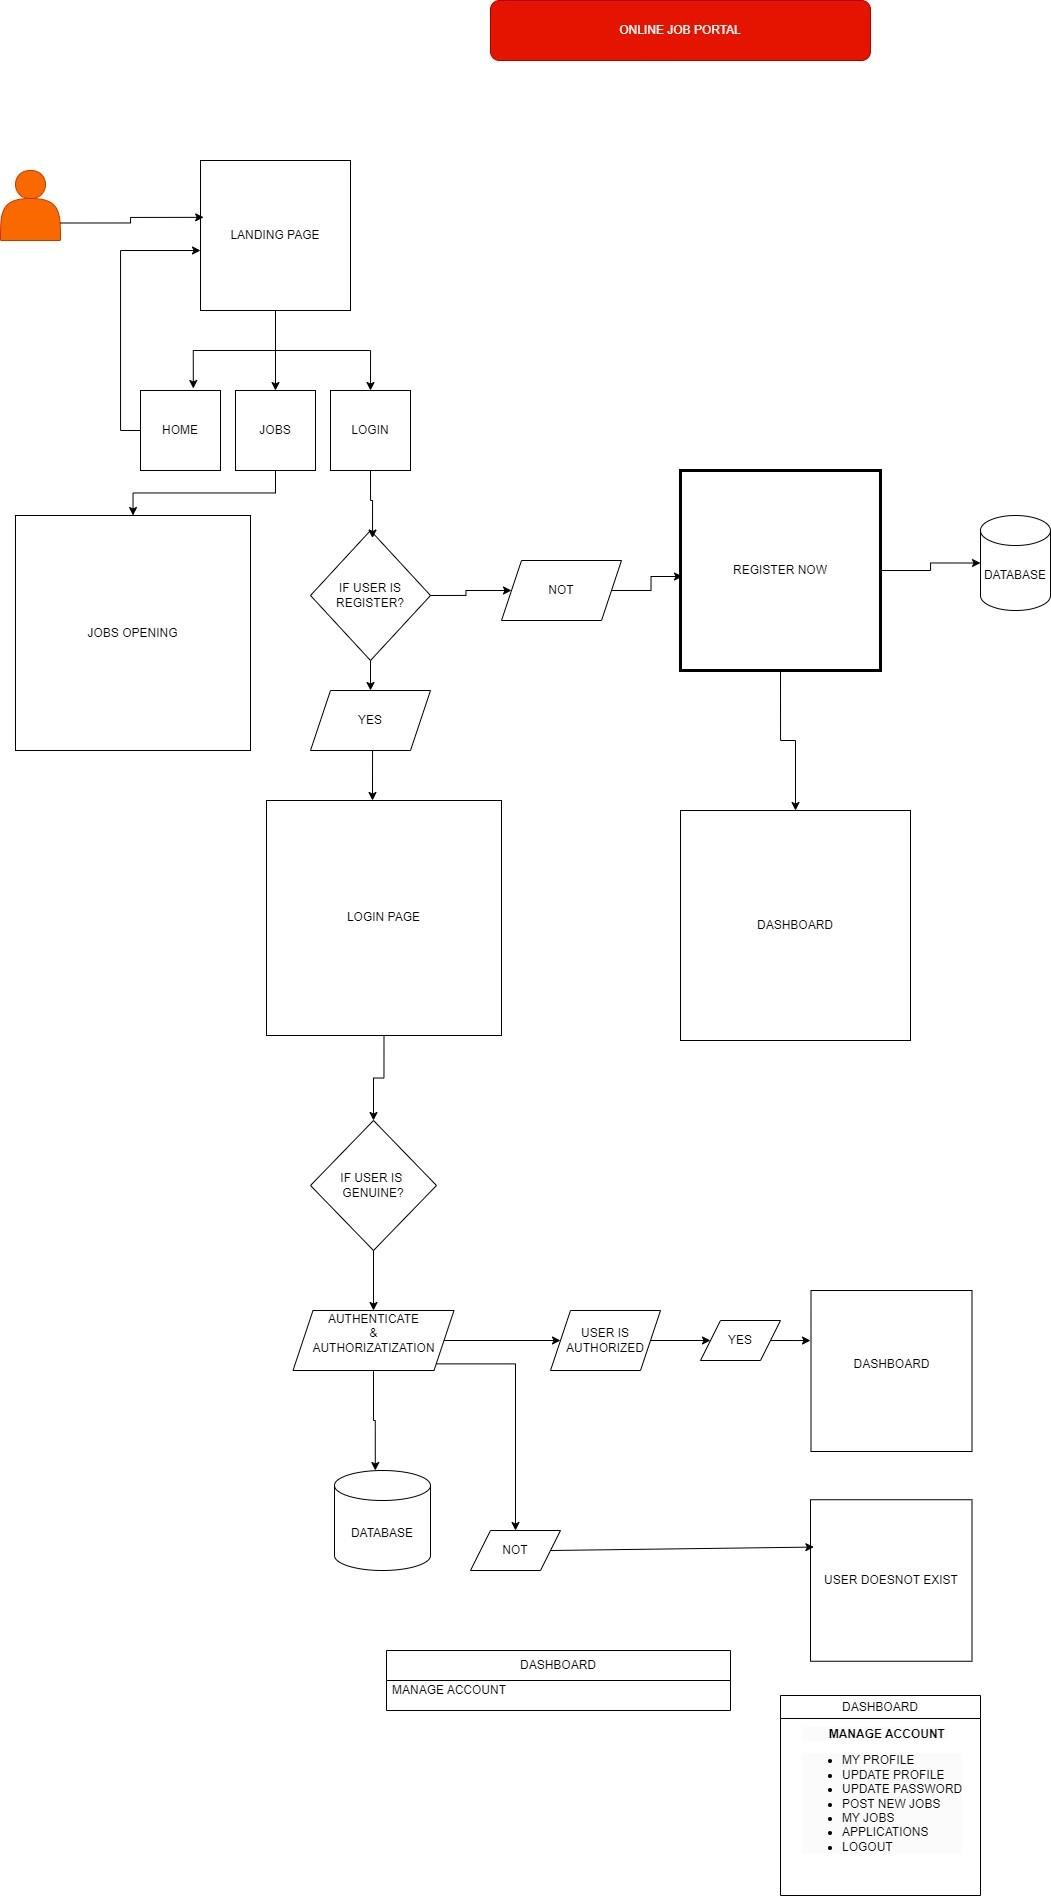 ONLINE JOB PORTAL
LANDING PAGE
HOME
JOBS
LOGIN
JOBS OPENING
IF USER IS
REGISTER?
NOT
REGISTER NOW
DATABASE
YES
LOGIN PAGE
DASHBOARD
IF USER IS
GENUINE?
AUTHENTICATE
&
AUTHORIZATIZATION
USER IS
AUTHORIZED
YES
DASHBOARD
DATABASE
NOT
USER DOESNOT EXIST
DASHBOARD
MANAGE ACCOUNT
DASHBOARD
MANAGE ACCOUNT
• MY PROFILE
• UPDATE PROFILE
• UPDATE PASSWORD
• POST NEW JOBS
• MY JOBS
• APPLICATIONS
• LOGOUT